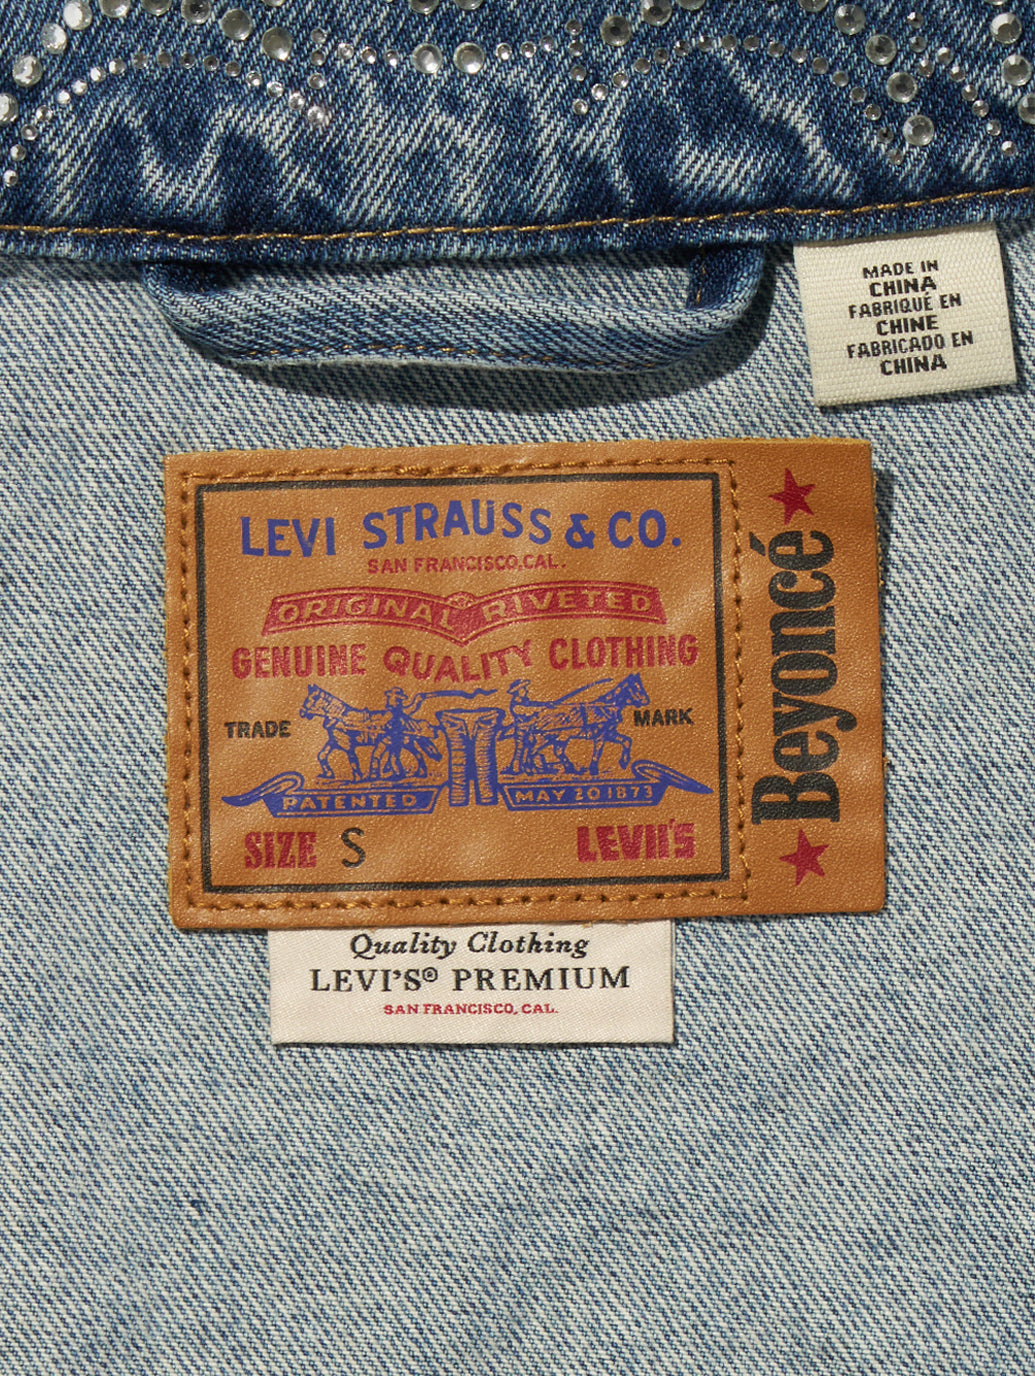 MADE IN
CHINA
FABRIQUÉ EN
CHINE
FABRICADO EN
CHINA
LEVI STRAUSS & CO.
SAN FRANCISCO, CAL.
ORIGINAL RIVETED
GENUINE QUALITY CLOTHING
TRADE MARK
PATENTED MAY 20 1873
SIZE S LEVII'S
Beyoncé
Quality Clothing
LEVI'S® PREMIUM
SAN FRANCISCO, CAL.